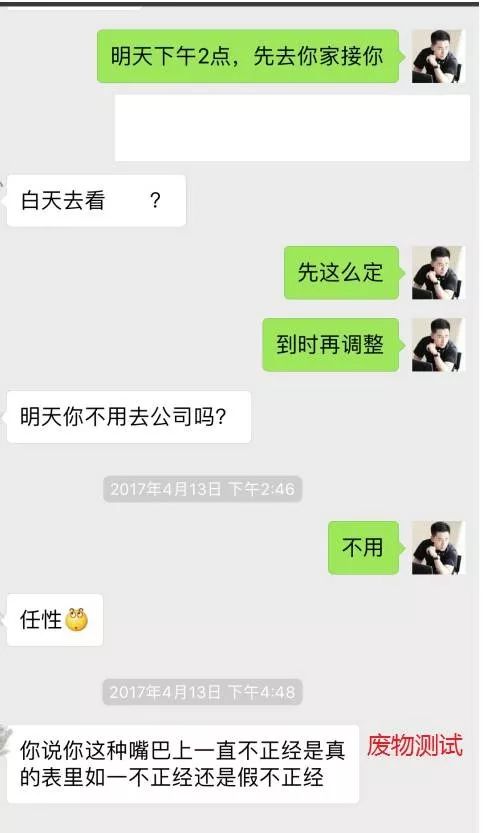 明天下午2点，先去你家接你
白天去看 ？
先这么定
到时再调整
明天你不用去公司吗？
2017年4月13日 下午2:46
不用
任性
2017年4月13日 下午4:48
你说你这种嘴巴上一直不正经是真
的表里如一不正经还是假不正经
废物测试